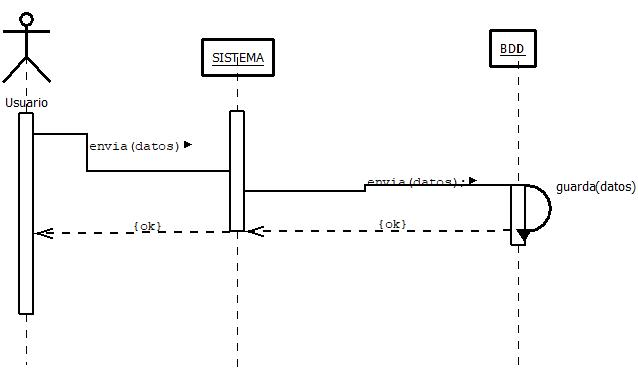 SISTEMA
BDD
Usuario
envia(datos)
envia(datos);
guarda(datos)
{ok}
{ok}